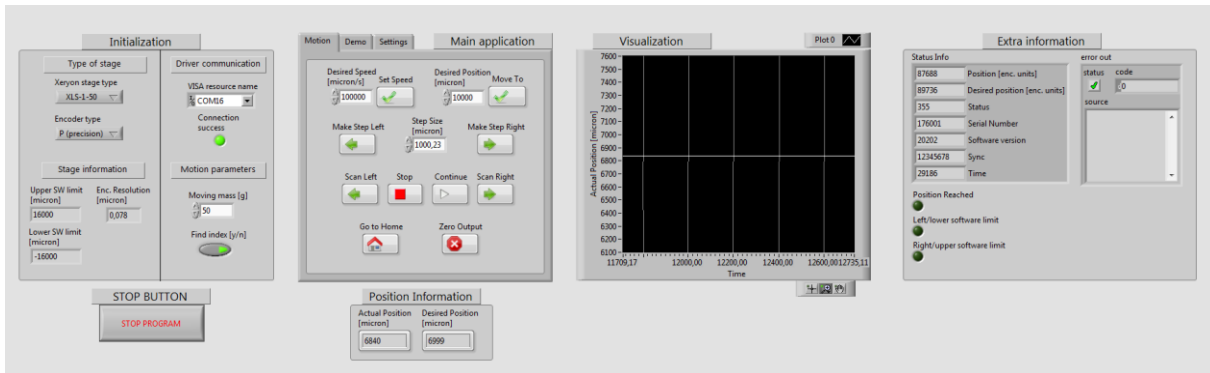 Initialization
Type of stage
Xeryon stage type
XLS-1-50
Encoder type
P (precision)
Driver communication
VISA resource name
COM16
Connection
success
Stage information
Upper SW limit
[micron]
16000
Enc. Resolution
[micron]
0,078
Lower SW limit
[micron]
-16000
Motion parameters
Moving mass [g]
50
Find index [y/n]
STOP BUTTON
STOP PROGRAM
Motion Demo Settings
Main application
Desired Speed
[micron/s]
100000
Set Speed
Desired Position
[micron]
10000
Move To
Make Step Left
Step Size
[micron]
1000,23
Make Step Right
Scan Left
Stop
Continue
Scan Right
Go to Home
Zero Output
Position Information
Actual Position
[micron]
6840
Desired Position
[micron]
6999
Visualization
Plot 0
Actual Position [micron]
7600
7500
7400
7300
7200
7100
7000
6900
6800
6700
6600
6500
6400
6300
6200
6100
11709,17 12000,00 12200,00 12400,00 12600,00 12735,11
Time
Extra information
Status Info
87688 Position [enc. units]
89736 Desired position [enc. units]
355 Status
176001 Serial Number
20202 Software version
12345678 Sync
29186 Time
error out
status code
0
source
Position Reached
Left/lower software limit
Right/upper software limit